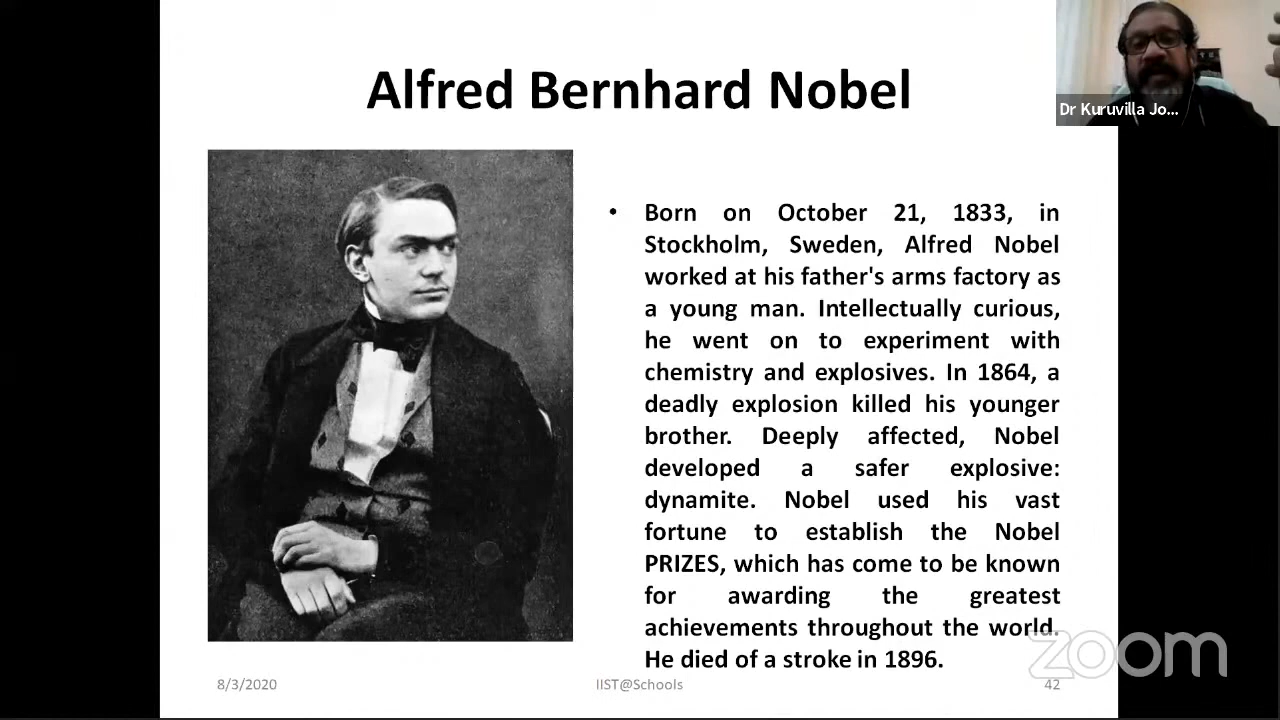 Alfred Bernhard Nobel
Dr Kuruvilla Jo...
• Born on October 21, 1833, in
Stockholm, Sweden, Alfred Nobel
worked at his father's arms factory as
a young man. Intellectually curious,
he went on to experiment with
chemistry and explosives. In 1864, a
deadly explosion killed his younger
brother. Deeply affected, Nobel
developed a safer explosive:
dynamite. Nobel used his vast
fortune to establish the Nobel
PRIZES, which has come to be known
for awarding the greatest
achievements throughout the world.
He died of a stroke in 1896.
zoom
8/3/2020
IIST@Schools
42